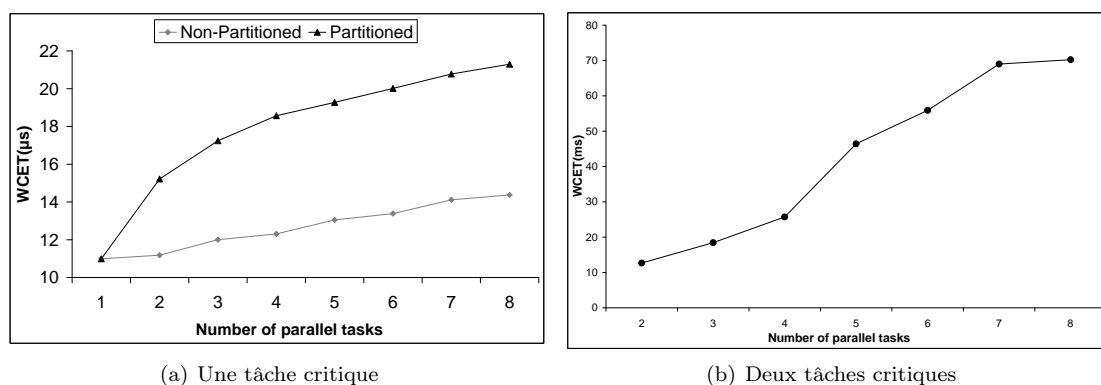 Non-Partitioned Partitioned
22
20
18
16
14
12
10
WCET(µs)
1 2 3 4 5 6 7 8
Number of parallel tasks
(a) Une tâche critique
80
70
60
50
40
30
20
10
0
WCET(ms)
2 3 4 5 6 7 8
Number of parallel tasks
(b) Deux tâches critiques